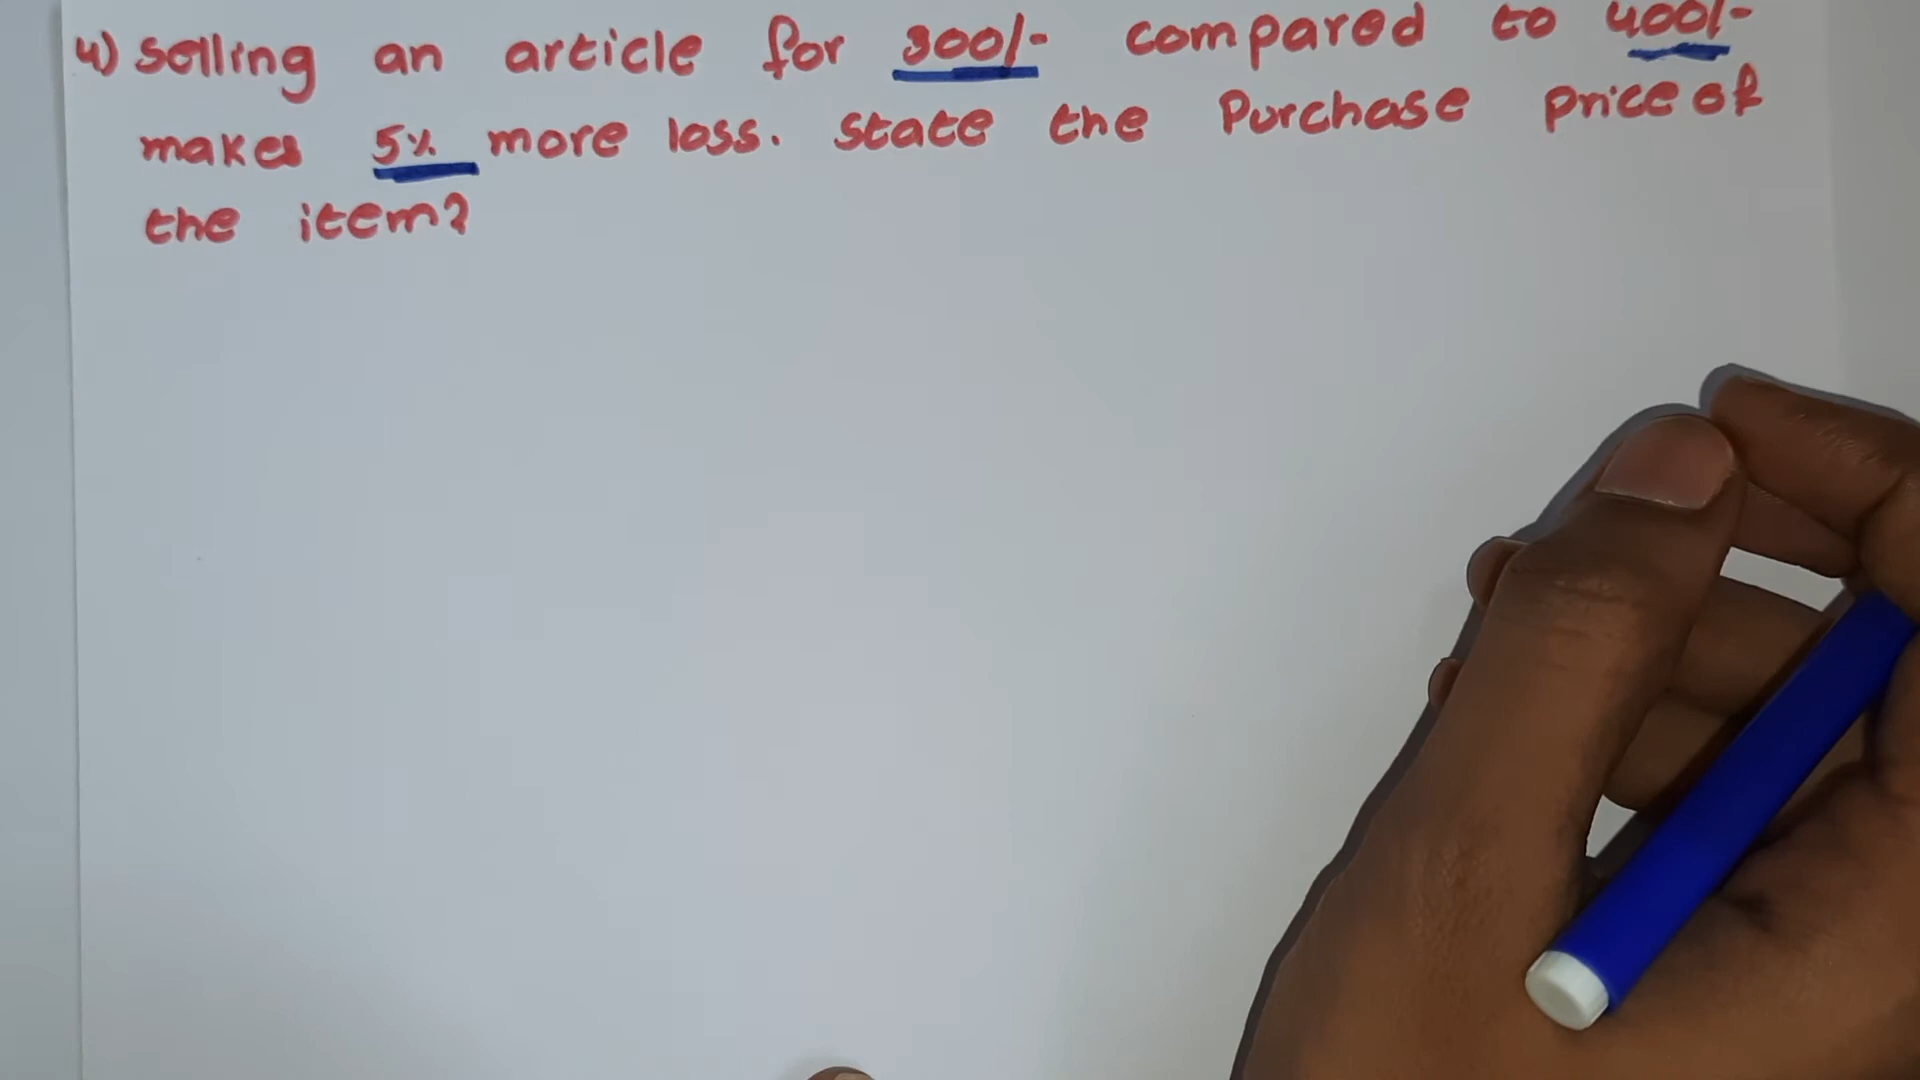 4) Selling an article for 300/- compared to 400/-
makes 5% more loss. State the Purchase price of
the item?